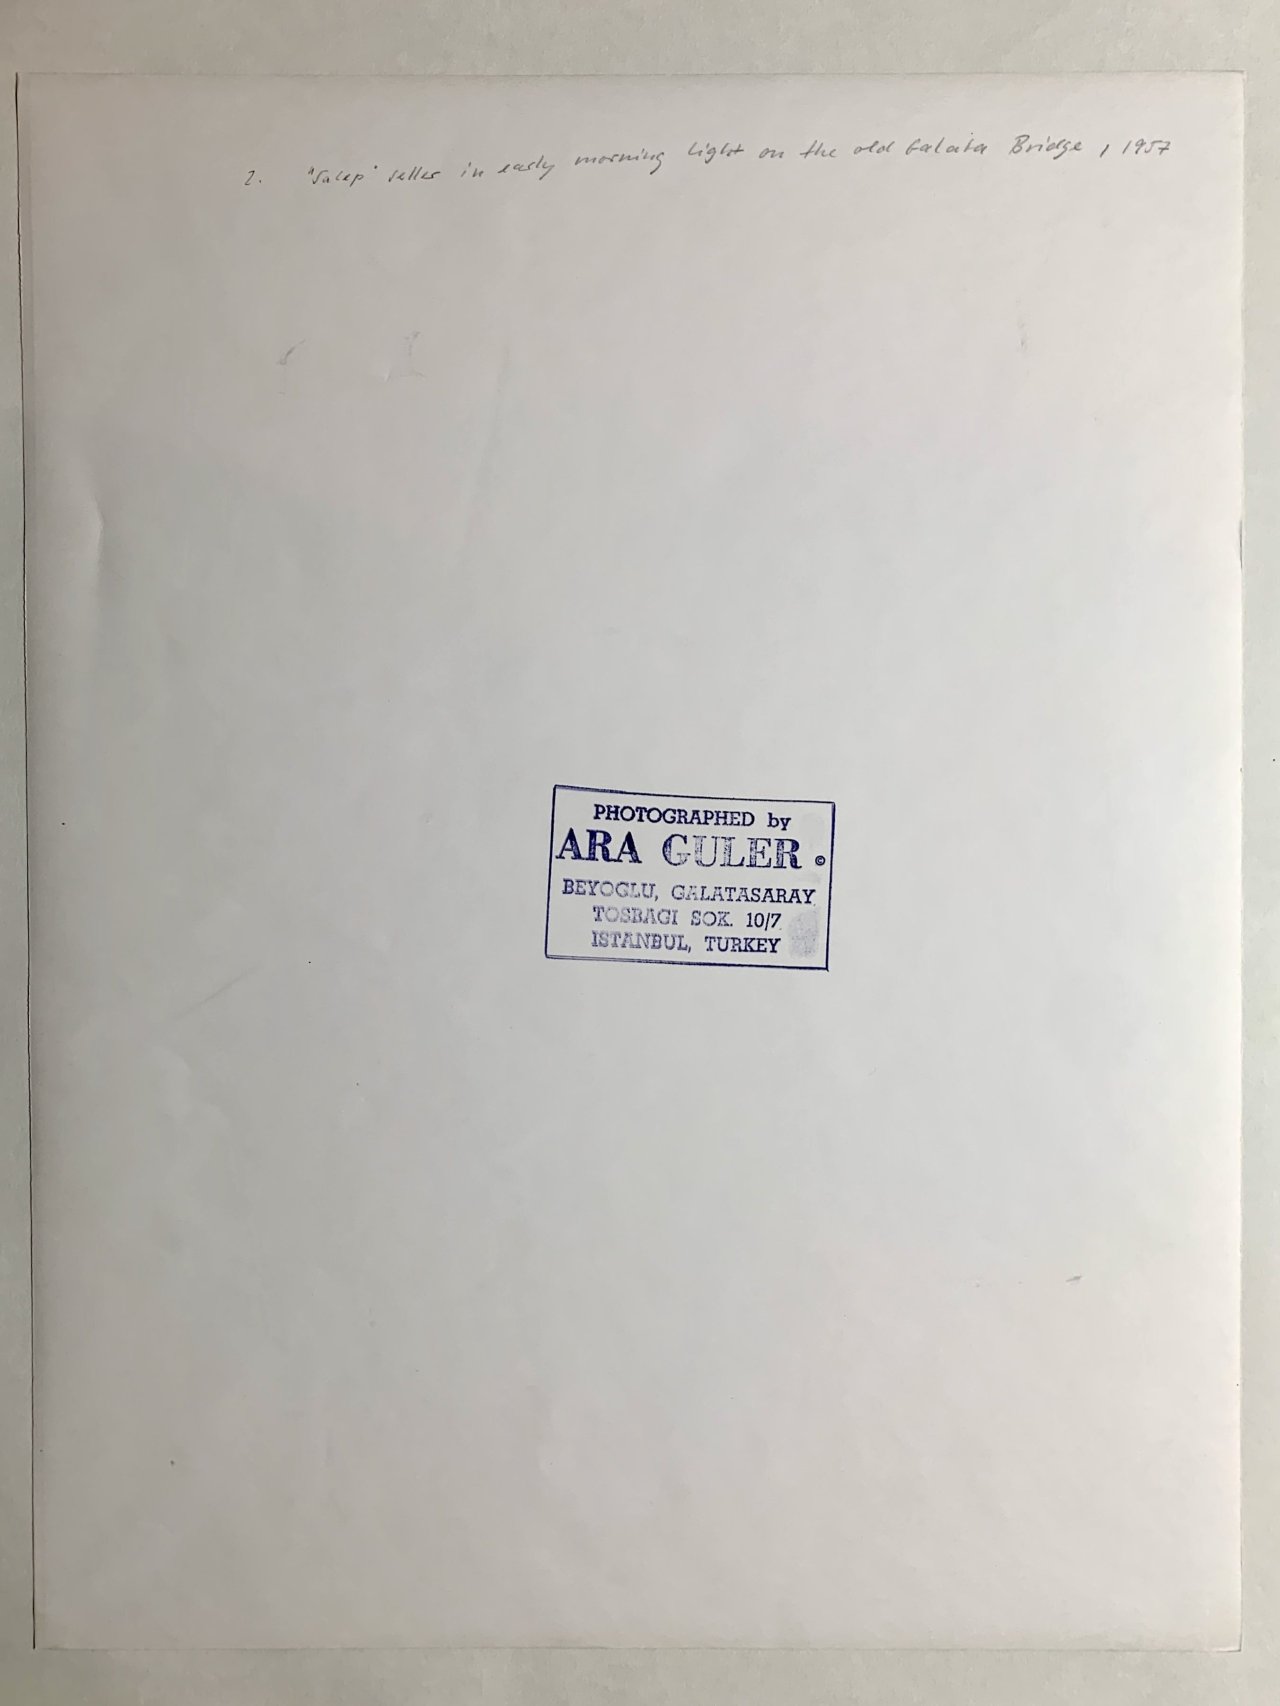 2. "Salep" seller in early morning light on the old Galata Bridge, 1957
PHOTOGRAPHED by
ARA GULER ©
BEYOGLU, GALATASARAY
TOSBAGI SOK. 10/7
ISTANBUL, TURKEY